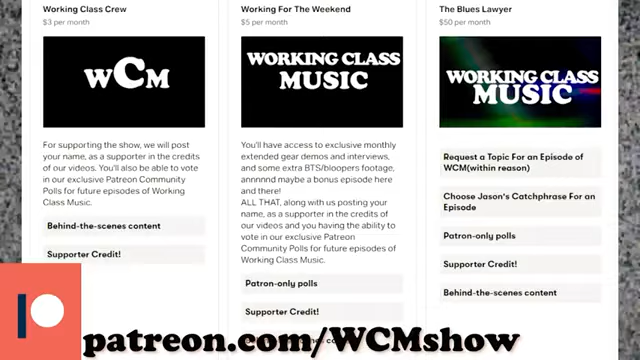 Working Class Crew
$3 per month
WCM
For supporting the show, we will post
your name, as a supporter in the credits
of our videos. You'll also be able to vote
in our exclusive Patreon Community
Polls for future episodes of Working
Class Music.
Behind-the-scenes content
Supporter Credit!
Working For The Weekend
$5 per month
WORKING CLASS
MUSIC
You'll have access to exclusive monthly
extended gear demos and interviews,
and some extra BTS/bloopers footage,
annnnnd maybe a bonus episode here
and there!
ALL THAT, along with us posting your
name, as a supporter in the credits of
our videos and you having the ability to
vote in our exclusive Patreon
Community Polls for future episodes of
Working Class Music.
Patron-only polls
Supporter Credit!
The Blues Lawyer
$50 per month
WORKING CLASS
MUSIC
Request a Topic For an Episode of
WCM(within reason)
Choose Jason's Catchphrase For an
Episode
Patron-only polls
Supporter Credit!
Behind-the-scenes content
patreon.com/WCMshow